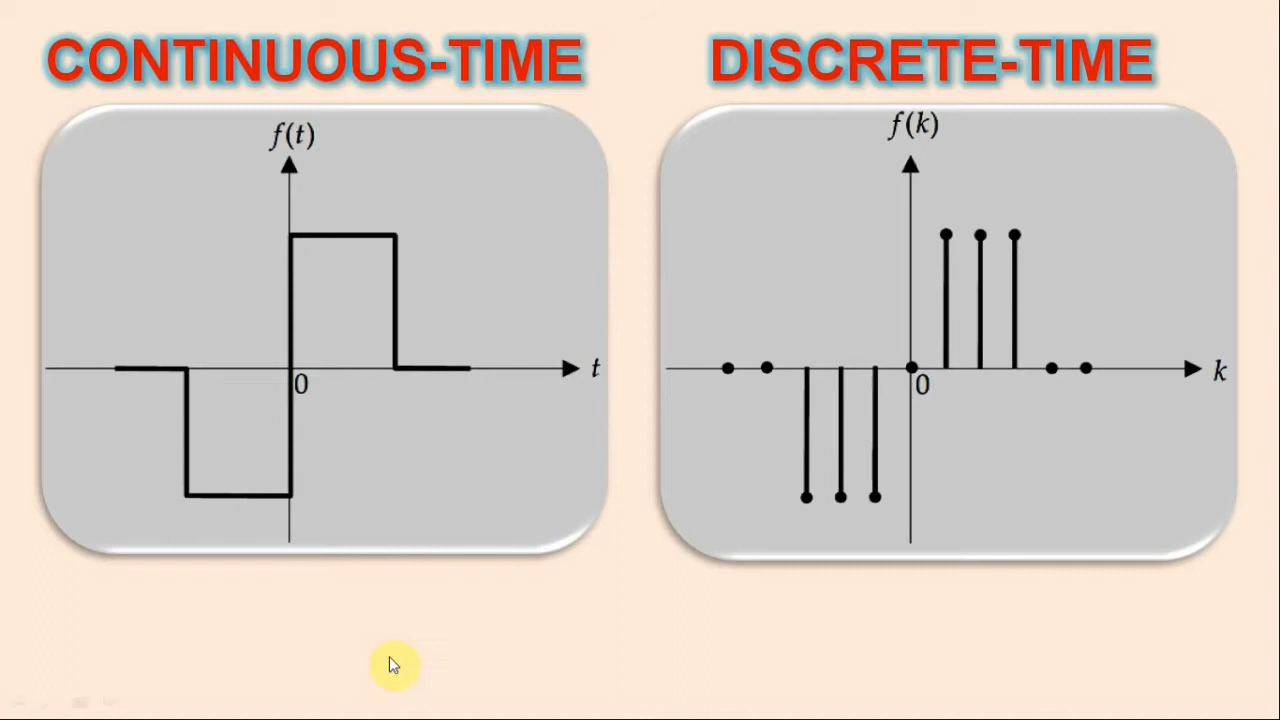 CONTINUOUS-TIME
f(t)
t
0
DISCRETE-TIME
f(k)
k
0